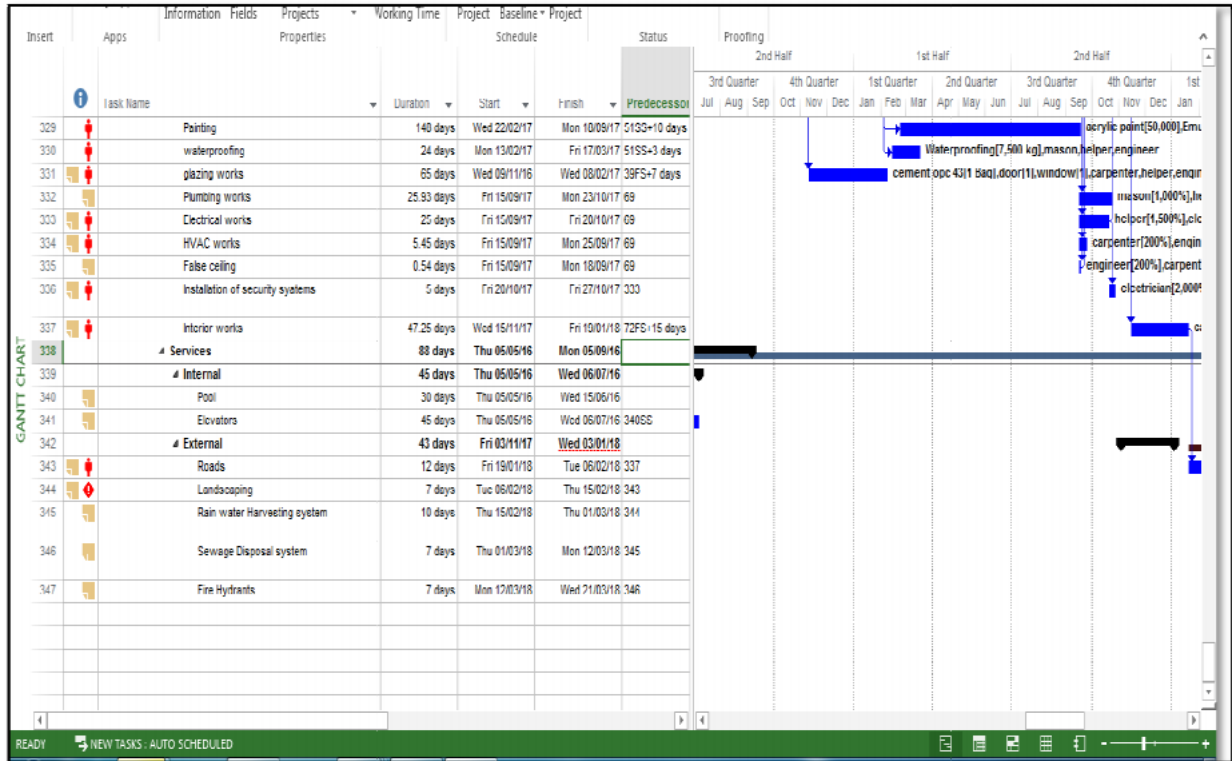 Information Fields Projects Working Time Project Baseline Project
Insert Apps Properties Schedule Status Proofing
2nd Half 1st Half 2nd Half
3rd Quarter 4th Quarter 1st Quarter 2nd Quarter 3rd Quarter 4th Quarter 1st
Task Name Duration Start Finish Predecessor Jul Aug Sep Oct Nov Dec Jan Feb Mar Apr May Jun Jul Aug Sep Oct Nov Dec Jan
329 Painting 140 days Wed 22/02/17 Mon 18/09/17 51SS+10 days acrylic paint[50,000],Emu
330 waterproofing 24 days Mon 13/02/17 Fri 17/03/17 51SS+3 days Waterproofing[7,500 kg],mason,helper,engineer
331 glazing works 65 days Wed 09/11/16 Wed 08/02/17 39FS+7 days cement opc 43[1 Bag],door[1],window[1],carpenter,helper,engin
332 Plumbing works 25.93 days Fri 15/09/17 Mon 23/10/17 69 mason[1,000%],he
333 Electrical works 25 days Fri 15/09/17 Fri 20/10/17 69 helper[1,500%],ele
334 HVAC works 5.45 days Fri 15/09/17 Mon 25/09/17 69 carpenter[200%],engin
335 False ceiling 0.54 days Fri 15/09/17 Mon 18/09/17 69 engineer[200%],carpent
336 Installation of security syatems 5 days Fri 20/10/17 Fri 27/10/17 333 electrician[2,000%
337 Interior works 47.25 days Wed 15/11/17 Fri 19/01/18 72FS+15 days ca
338 Services 88 days Thu 05/05/16 Mon 05/09/16
339 Internal 45 days Thu 05/05/16 Wed 06/07/16
340 Pool 30 days Thu 05/05/16 Wed 15/06/16
341 Elevators 45 days Thu 05/05/16 Wed 06/07/16 340SS
342 External 43 days Fri 03/11/17 Wed 03/01/18
343 Roads 12 days Fri 19/01/18 Tue 06/02/18 337
344 Landscaping 7 days Tue 06/02/18 Thu 15/02/18 343
345 Rain water Harvesting system 10 days Thu 15/02/18 Thu 01/03/18 344
346 Sewage Disposal system 7 days Thu 01/03/18 Mon 12/03/18 345
347 Fire Hydrants 7 days Mon 12/03/18 Wed 21/03/18 346
GANTT CHART
READY NEW TASKS : AUTO SCHEDULED